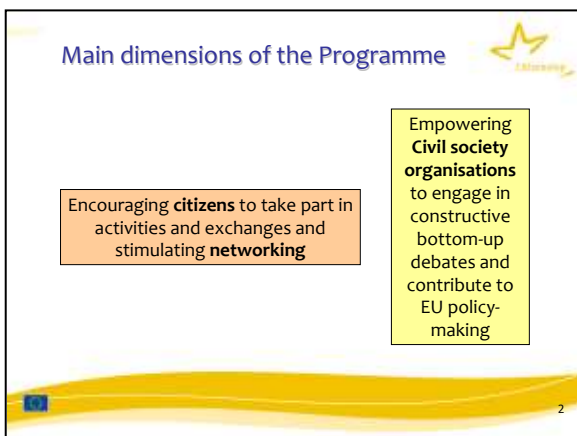 Main dimensions of the Programme
Encouraging citizens to take part in
activities and exchanges and
stimulating networking
Empowering
Civil society
organisations
to engage in
constructive
bottom-up
debates and
contribute to
EU policy-
making
2